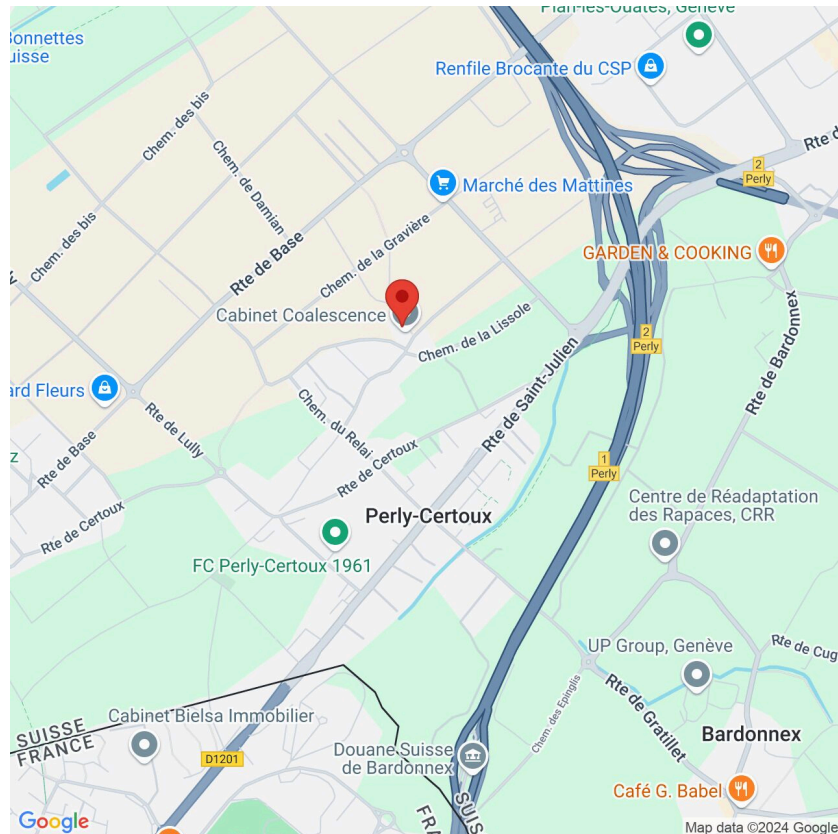 Plan-les-Ouates, Genève
Bonnettes
uisse
Renfile Brocante du CSP
Chem. des bis
Rte d
2
Perly
Chem. de Damian
Marché des Mattines
Chem. des bis
Rte de Base
Chem. de la Gravière
GARDEN & COOKING
Cabinet Coalescence
Chem. de la Lissole
2
Perly
Rte de Bardonnex
ard Fleurs
Rte de Saint-Julien
Chem. du Relai
Rte de Lully
Rte de Base
z
1
Perly
Rte de Certoux
Centre de Réadaptation
des Rapaces, CRR
Perly-Certoux
Rte de Certoux
FC Perly-Certoux 1961
UP Group, Genève
Rte de Cug
Chem. des Epinglis
Rte de Gratillet
SUISSE
FRANCE
Cabinet Bielsa Immobilier
Bardonnex
D1201
Douane Suisse
de Bardonnex
SUIS
FR
Café G. Babel
Google
Map data ©2024 Google